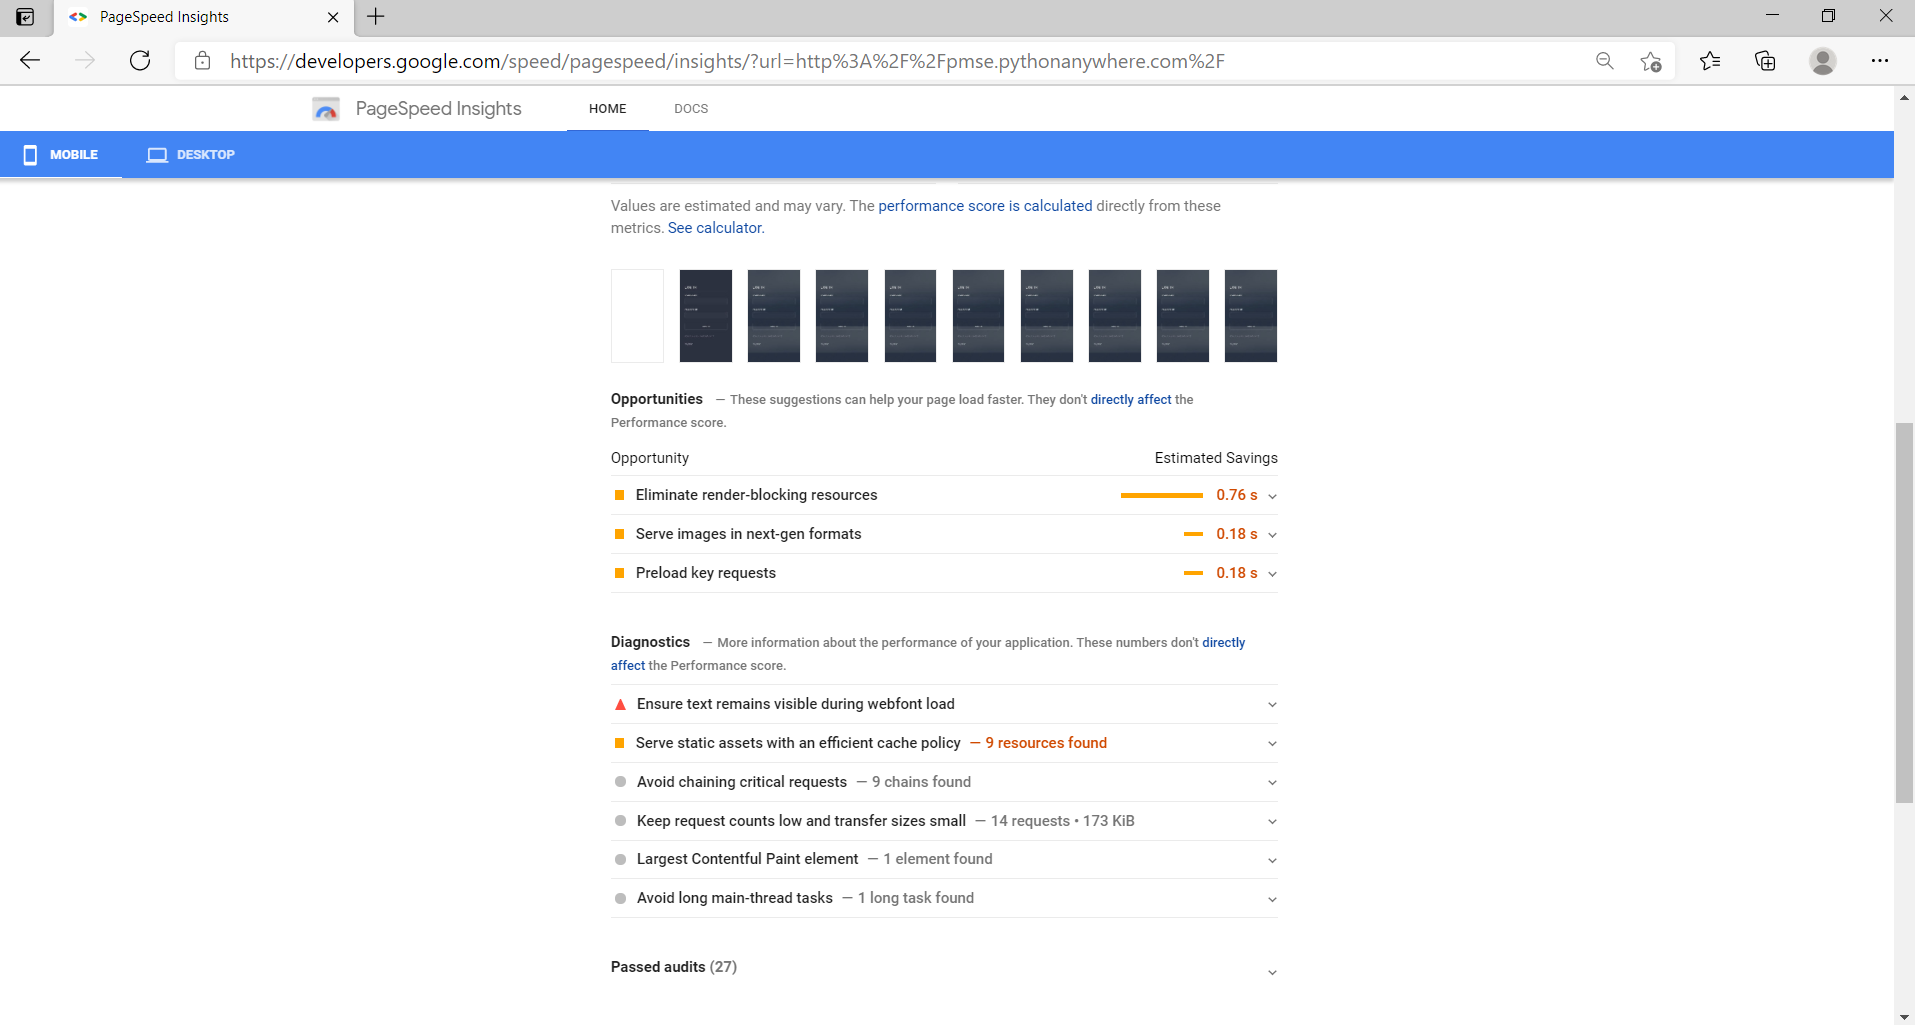 PageSpeed Insights
https://developers.google.com/speed/pagespeed/insights/?url=http%3A%2F%2Fpmse.pythonanywhere.com%2F
PageSpeed Insights HOME DOCS
MOBILE DESKTOP
Values are estimated and may vary. The performance score is calculated directly from these
metrics. See calculator.
Opportunities — These suggestions can help your page load faster. They don't directly affect the
Performance score.
Opportunity Estimated Savings
Eliminate render-blocking resources 0.76 s
Serve images in next-gen formats 0.18 s
Preload key requests 0.18 s
Diagnostics — More information about the performance of your application. These numbers don't directly
affect the Performance score.
Ensure text remains visible during webfont load
Serve static assets with an efficient cache policy — 9 resources found
Avoid chaining critical requests — 9 chains found
Keep request counts low and transfer sizes small — 14 requests • 173 KiB
Largest Contentful Paint element — 1 element found
Avoid long main-thread tasks — 1 long task found
Passed audits (27)